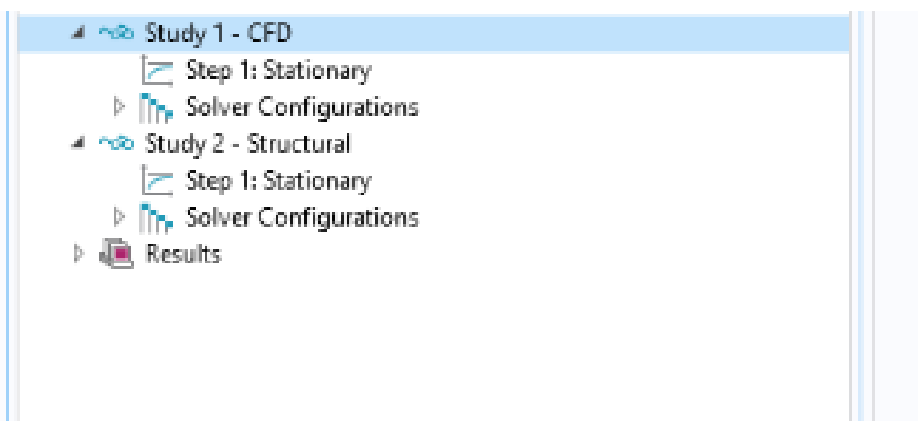 Study 1 - CFD
Step 1: Stationary
Solver Configurations
Study 2 - Structural
Step 1: Stationary
Solver Configurations
Results